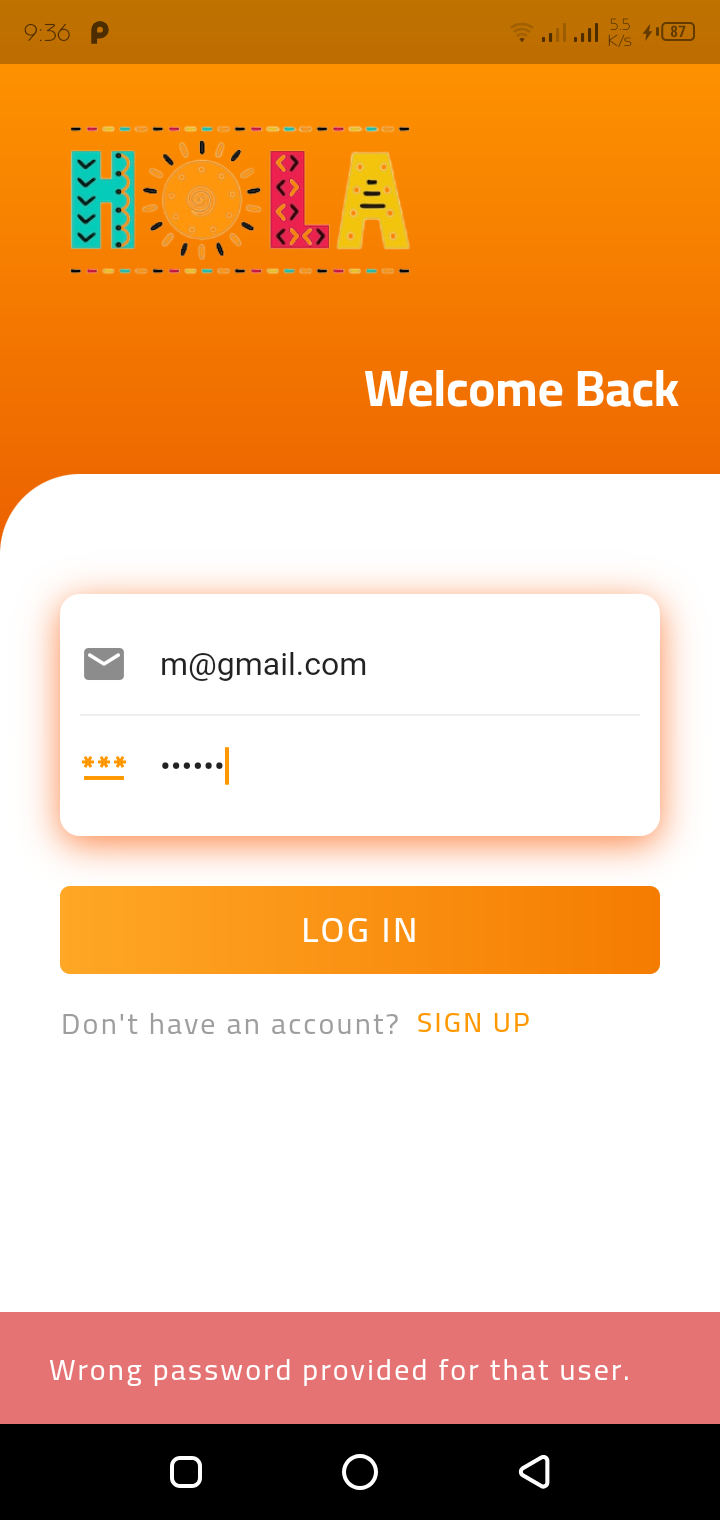 9:36
5.5
K/s
87
HOLA
Welcome Back
m@gmail.com
***
••••••
LOG IN
Don't have an account? SIGN UP
Wrong password provided for that user.